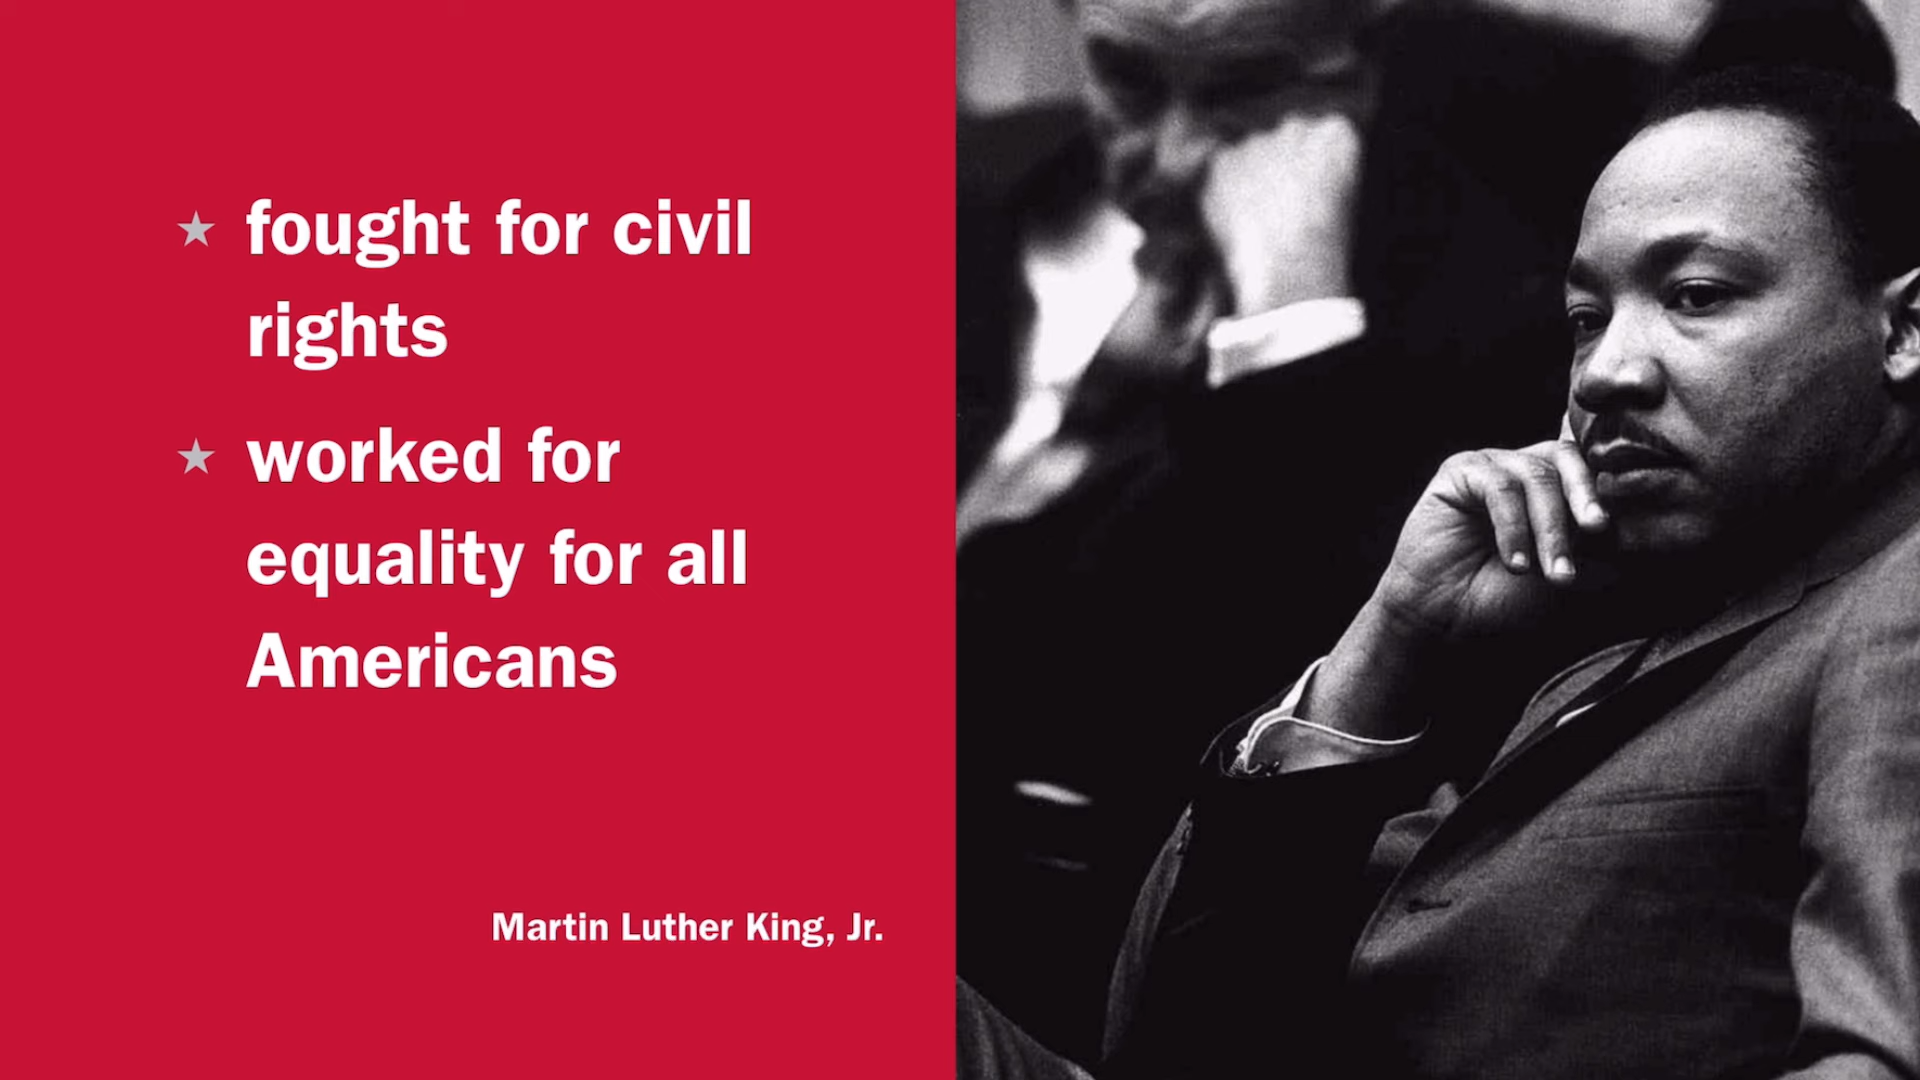 fought for civil
rights
worked for
equality for all
Americans
Martin Luther King, Jr.